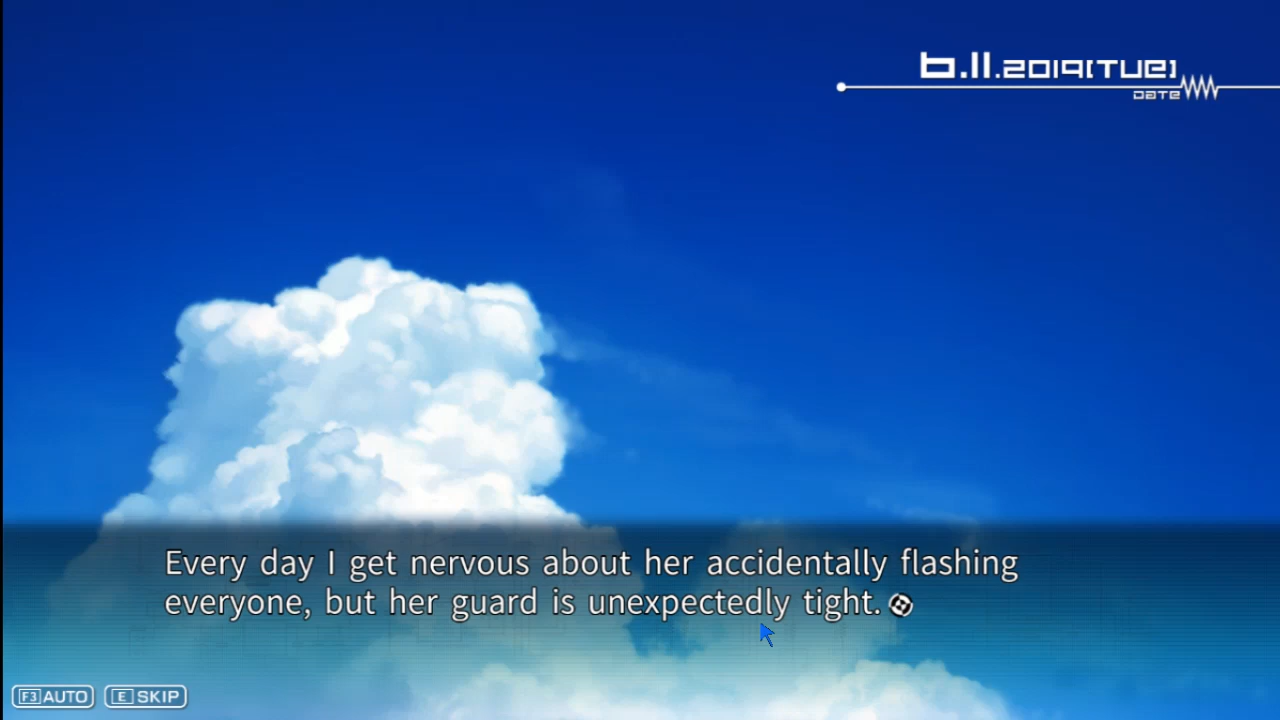 6.11.2019[TUE]
DATE
Every day I get nervous about her accidentally flashing
everyone, but her guard is unexpectedly tight.
F3 AUTO E SKIP